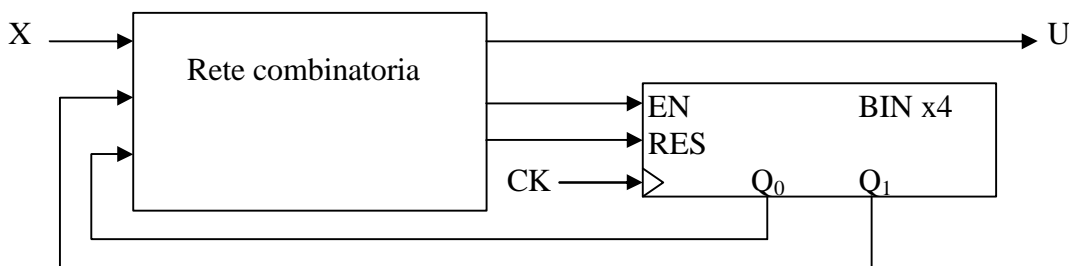 X
Rete combinatoria
U
EN
BIN x4
RES
CK
Q₀
Q₁